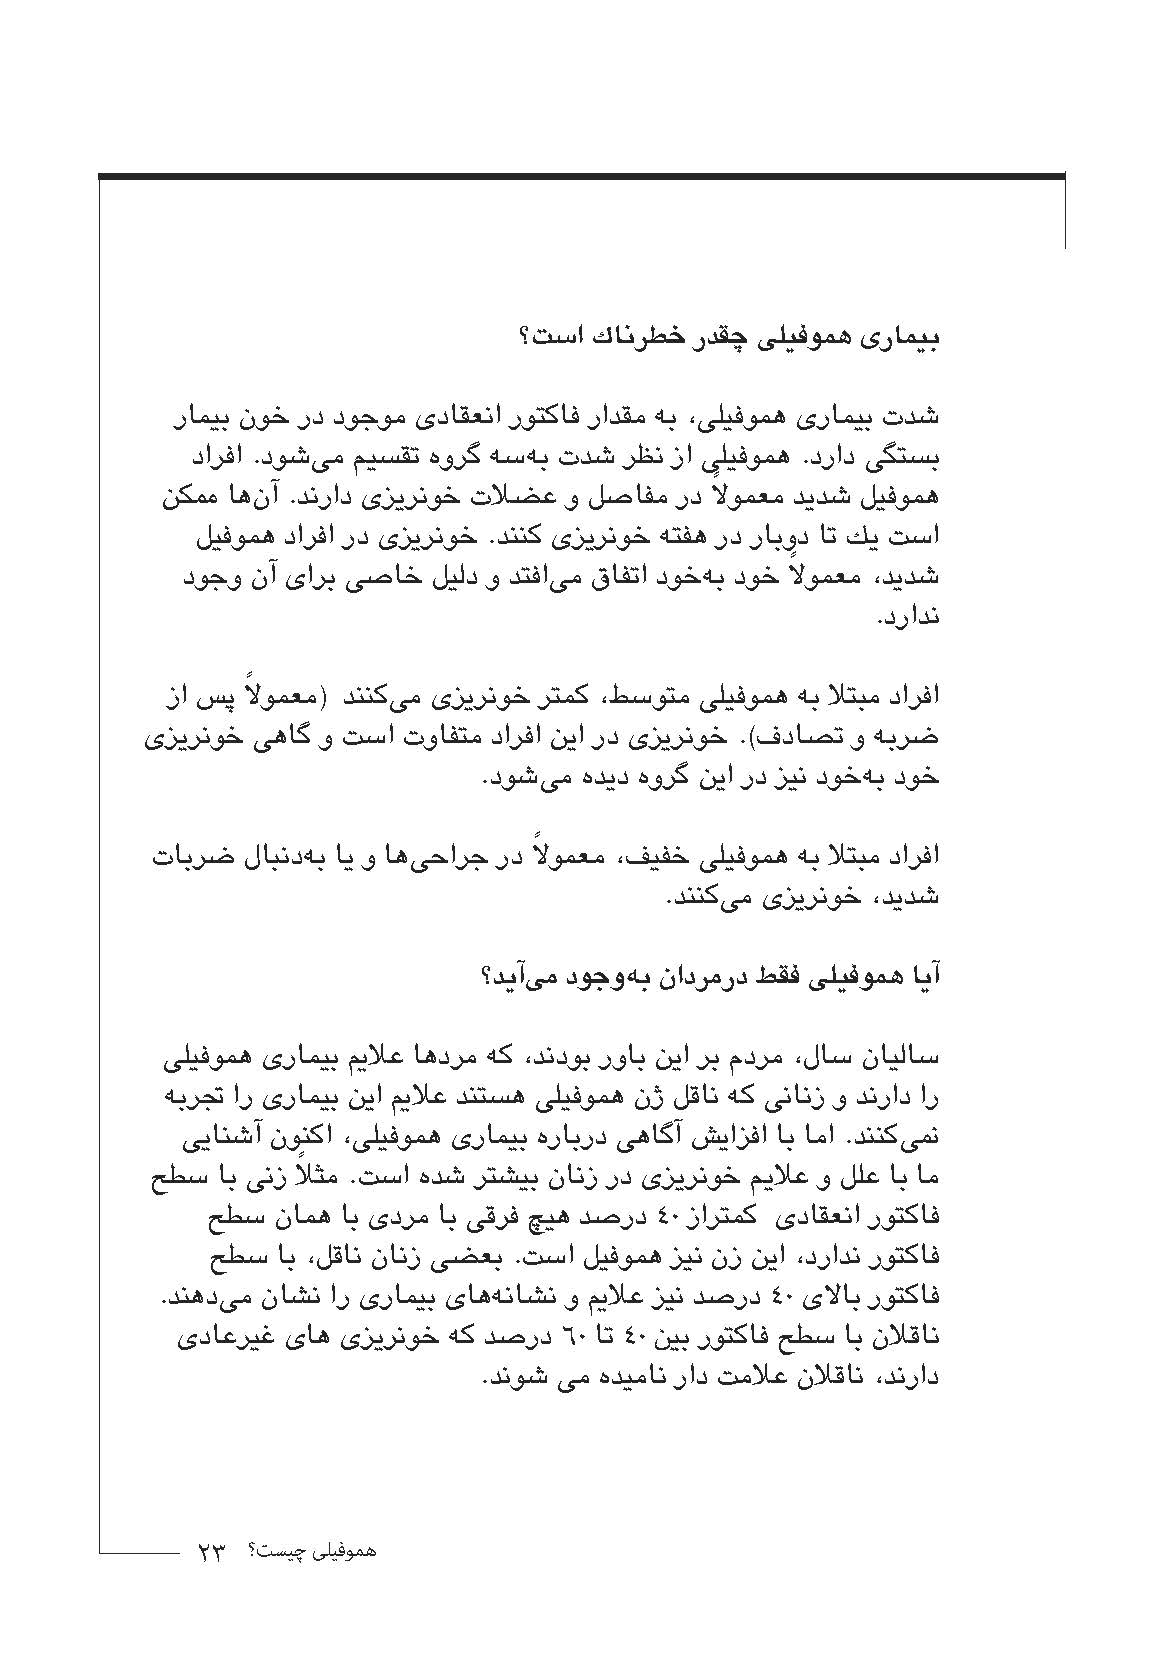 بیماری هموفیلی چقدر خطرناك است؟
شدت بیماری هموفیلی، به مقدار فاکتور انعقادی موجود در خون بیمار
بستگی دارد. هموفیلی از نظر شدت به‌سه گروه تقسیم می‌شود. افراد
هموفیل شدید معمولاً در مفاصل و عضلات خونریزی دارند. آن‌ها ممکن
است یك تا دوبار در هفته خونریزی کنند. خونریزی در افراد هموفیل
شدید، معمولاً خود به‌خود اتفاق می‌افتد و دلیل خاصی برای آن وجود
ندارد.
افراد مبتلا به هموفیلی متوسط، کمتر خونریزی می‌کنند (معمولاً پس از
ضربه و تصادف). خونریزی در این افراد متفاوت است و گاهی خونریزی
خود به‌خود نیز در این گروه دیده می‌شود.
افراد مبتلا به هموفیلی خفیف، معمولاً در جراحی‌ها و یا به‌دنبال ضربات
شدید، خونریزی می‌کنند.
آیا هموفیلی فقط درمردان به‌وجود می‌آید؟
سالیان سال، مردم بر این باور بودند، که مردها علایم بیماری هموفیلی
را دارند و زنانی که ناقل ژن هموفیلی هستند علایم این بیماری را تجربه
نمی‌کنند. اما با افزایش آگاهی درباره بیماری هموفیلی، اکنون آشنایی
ما با علل و علایم خونریزی در زنان بیشتر شده است. مثلاً زنی با سطح
فاکتور انعقادی کمتراز ٤٠ درصد هیچ فرقی با مردی با همان سطح
فاکتور ندارد، این زن نیز هموفیل است. بعضی زنان ناقل، با سطح
فاکتور بالای ٤٠ درصد نیز علایم و نشانه‌های بیماری را نشان می‌دهند.
ناقلان با سطح فاکتور بین ٤٠ تا ٦٠ درصد که خونریزی های غیرعادی
دارند، ناقلان علامت دار نامیده می شوند.
هموفیلی چیست؟ ۲۳